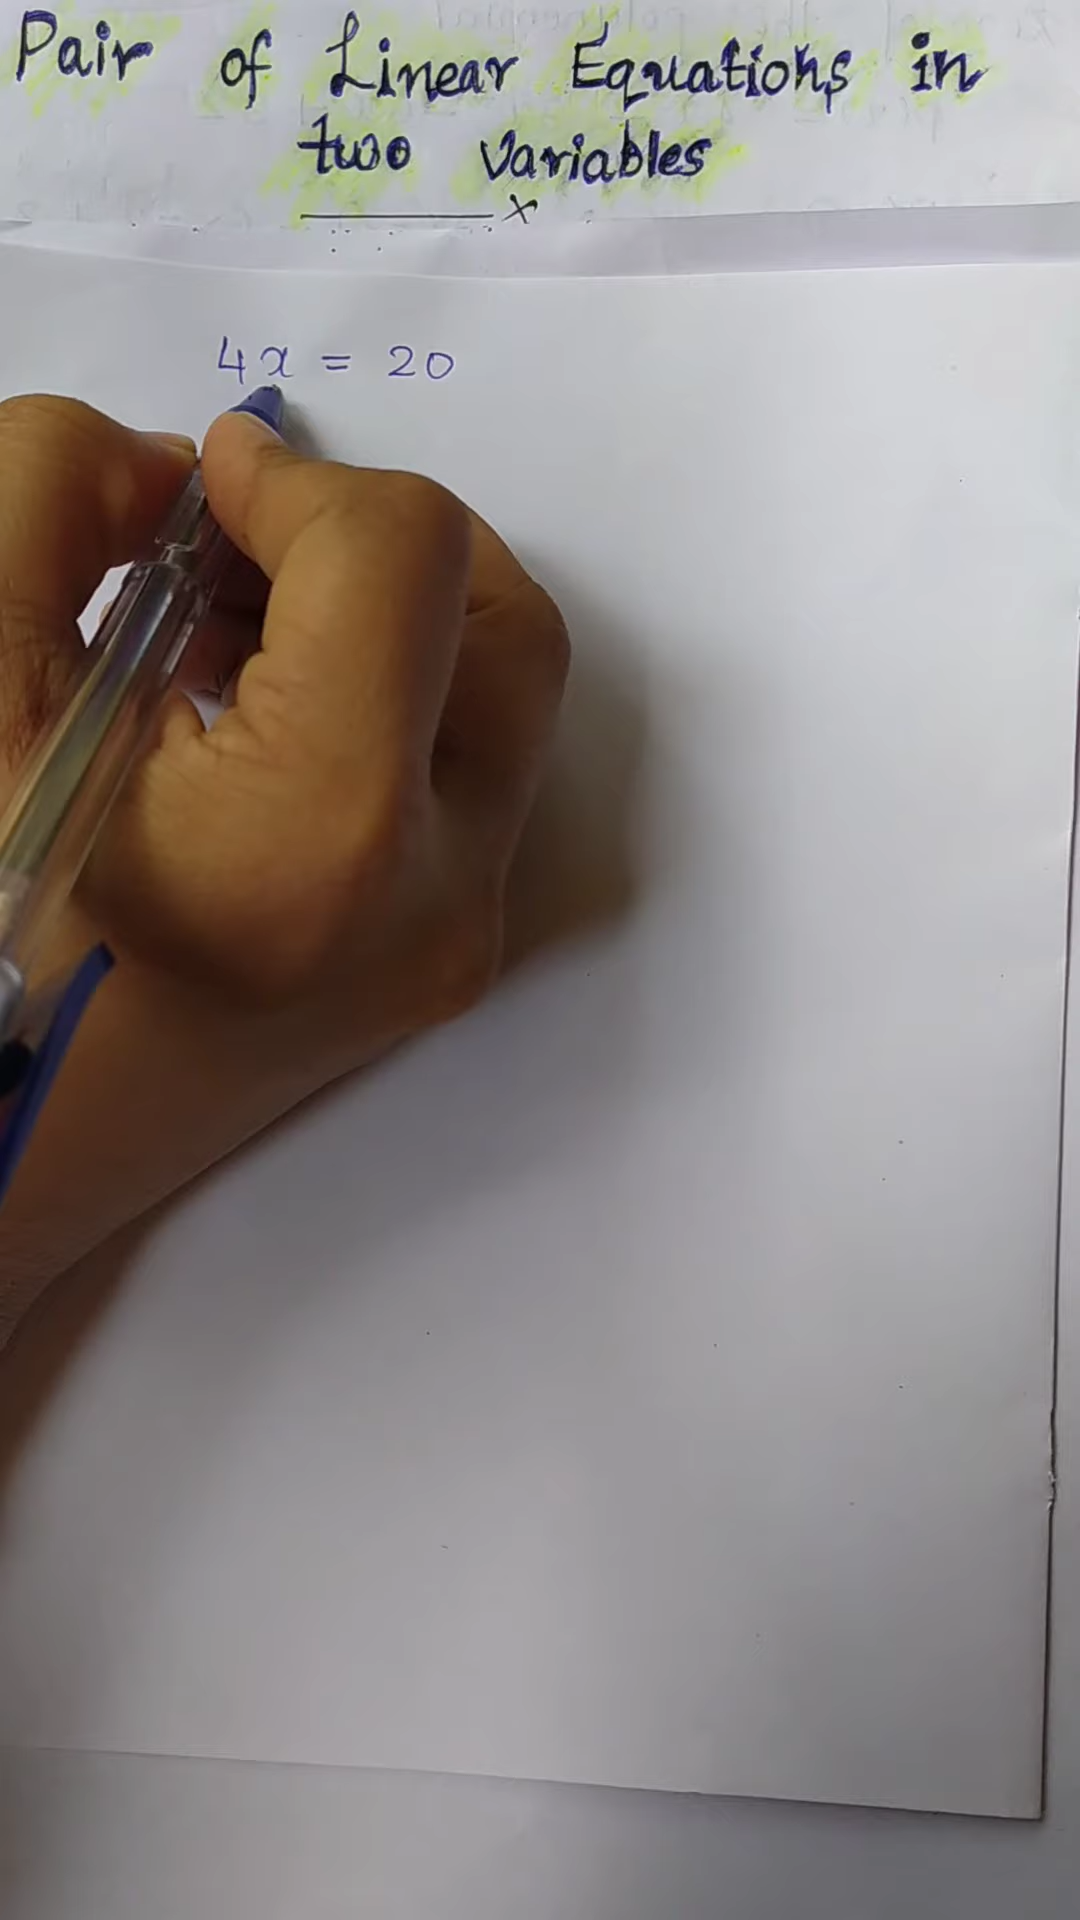 Pair of Linear Equations in
two variables
4x = 20